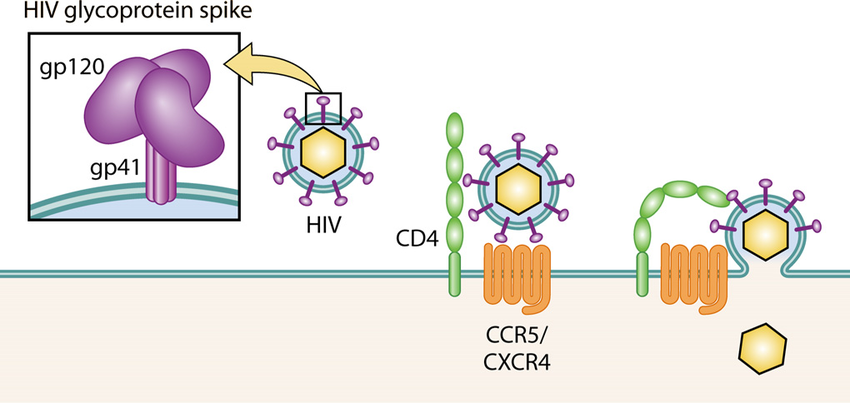 HIV glycoprotein spike
gp120
gp41
HIV
CD4
CCR5/
CXCR4